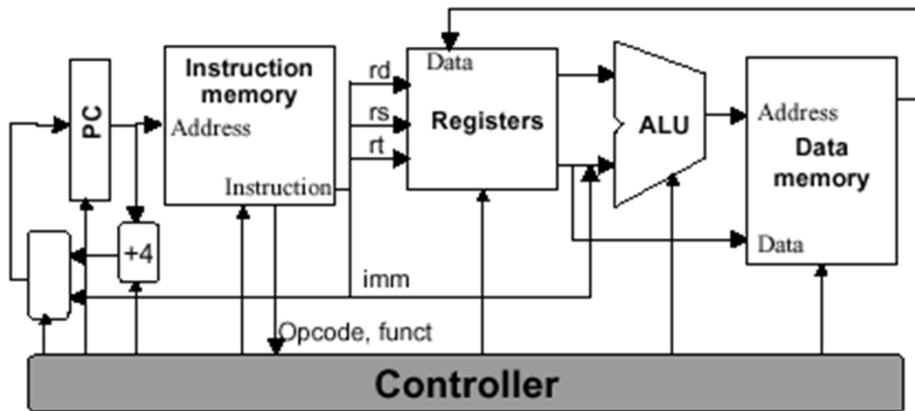 Instruction
memory
Address
Instruction
PC
+4
rd
rs
rt
imm
Opcode, funct
Data
Registers
ALU
Address
Data
memory
Data
Controller